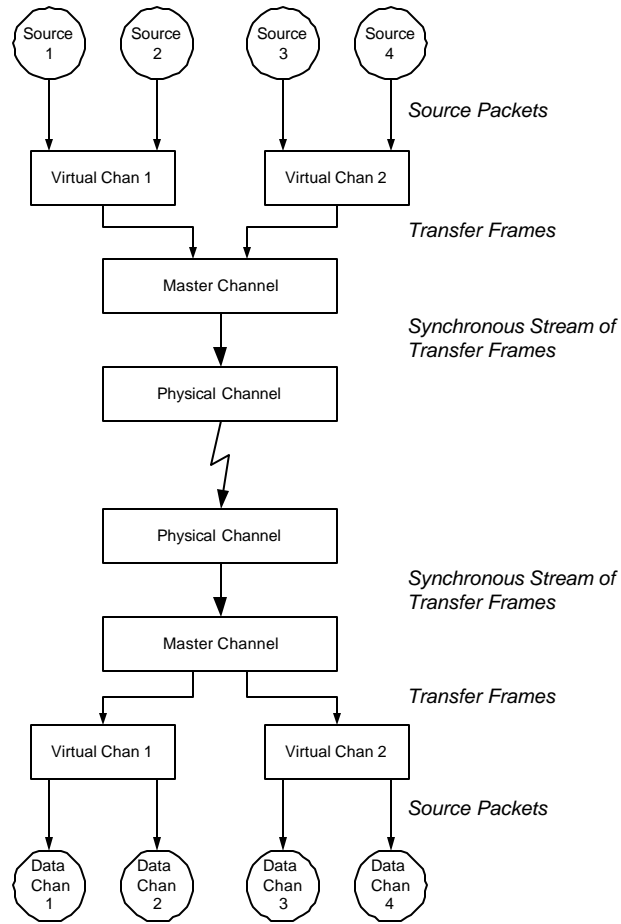 Source
1
Source
2
Source
3
Source
4
Source Packets
Virtual Chan 1
Virtual Chan 2
Transfer Frames
Master Channel
Synchronous Stream of
Transfer Frames
Physical Channel
Physical Channel
Synchronous Stream of
Transfer Frames
Master Channel
Transfer Frames
Virtual Chan 1
Virtual Chan 2
Source Packets
Data
Chan
1
Data
Chan
2
Data
Chan
3
Data
Chan
4